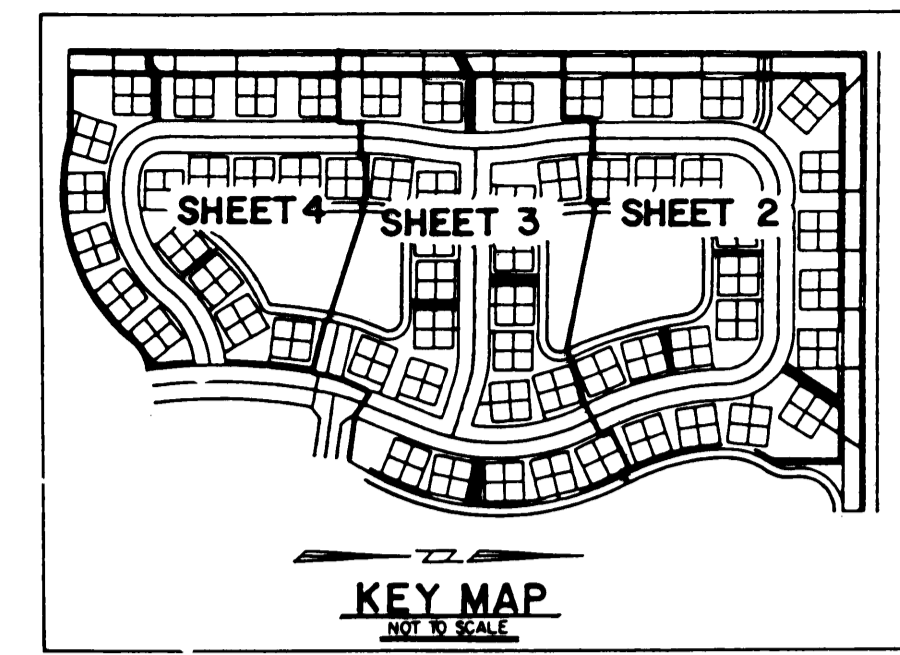 SHEET 4
SHEET 3
SHEET 2
Z
KEY MAP
NOT TO SCALE